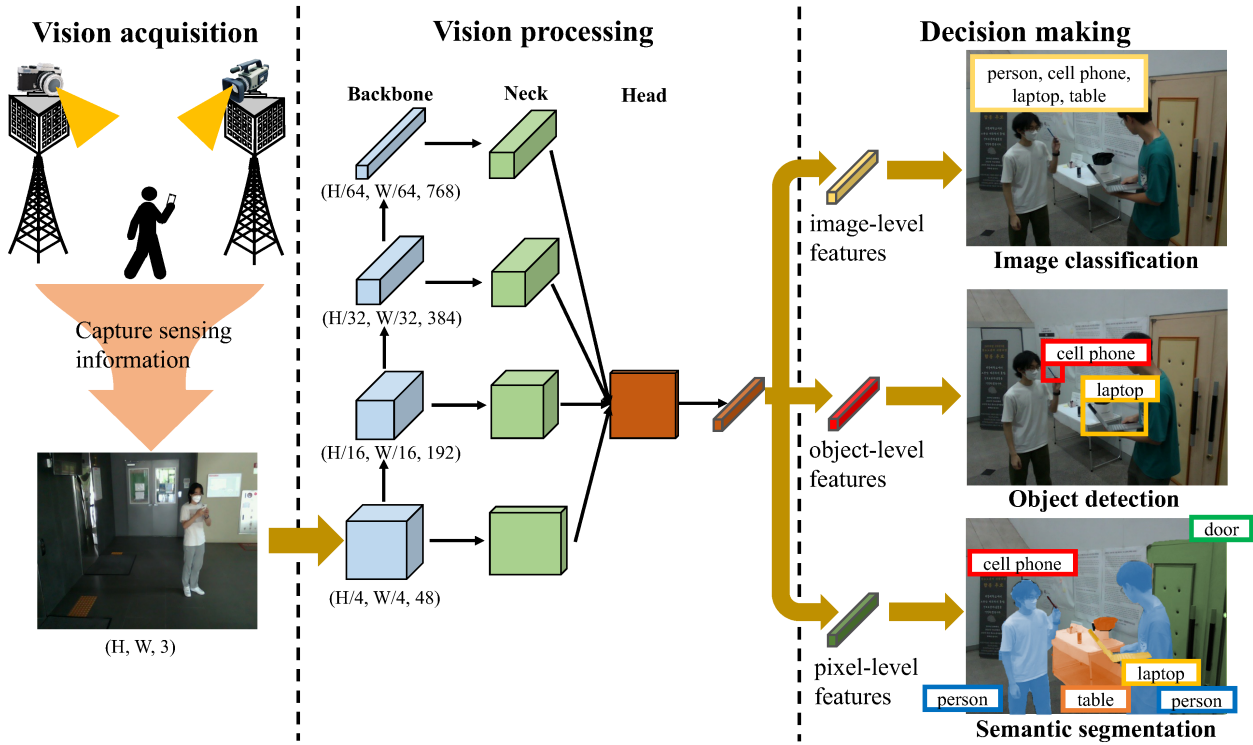 Vision acquisition
Capture sensing
information
(H, W, 3)
Vision processing
Backbone
Neck
Head
(H/64, W/64, 768)
(H/32, W/32, 384)
(H/16, W/16, 192)
(H/4, W/4, 48)
Decision making
image-level
features
person, cell phone,
laptop, table
Image classification
object-level
features
cell phone
laptop
Object detection
pixel-level
features
door
cell phone
laptop
person
table
person
Semantic segmentation